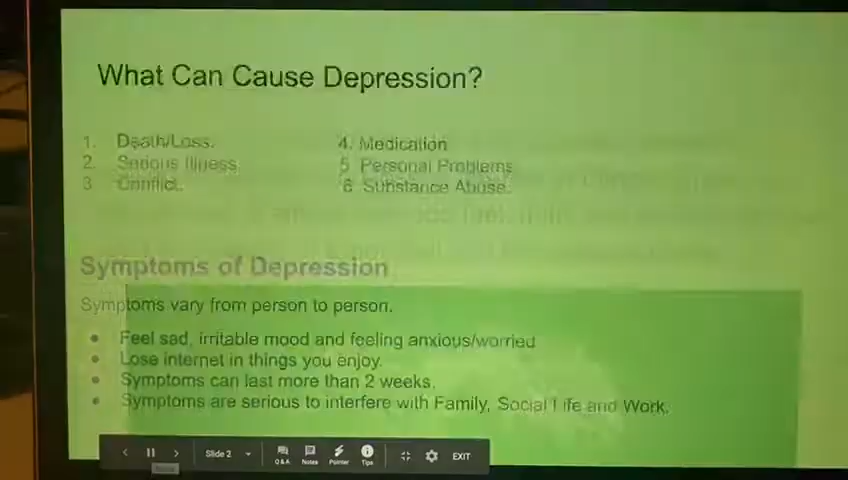 What Can Cause Depression?
1. Death/Loss.
2. Serious Illness.
3. Conflict.
4. Medication
5. Personal Problems
6. Substance Abuse.
Symptoms of Depression
Symptoms vary from person to person.
• Feel sad, irritable mood and feeling anxious/worried
• Lose internet in things you enjoy.
• Symptoms can last more than 2 weeks.
• Symptoms are serious to interfere with Family, Social Life and Work.
Slide 2
Q&A
Notes
Pointer
Tips
EXIT